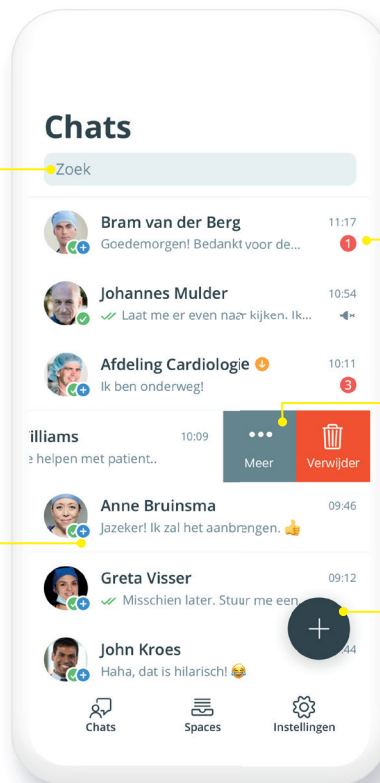 Chats
Zoek
Bram van der Berg 11:17
Goedemorgen! Bedankt voor de... 1
Johannes Mulder 10:54
Laat me er even naar kijken. Ik...
Afdeling Cardiologie 10:11
Ik ben onderweg! 3
illiams 10:09
helpen met patient..
Meer Verwijder
Anne Bruinsma 09:46
Jazeker! Ik zal het aanbrengen. 👍
Greta Visser 09:12
Misschien later. Stuur me een
John Kroes :44
Haha, dat is hilarisch! 😂
Chats Spaces Instellingen